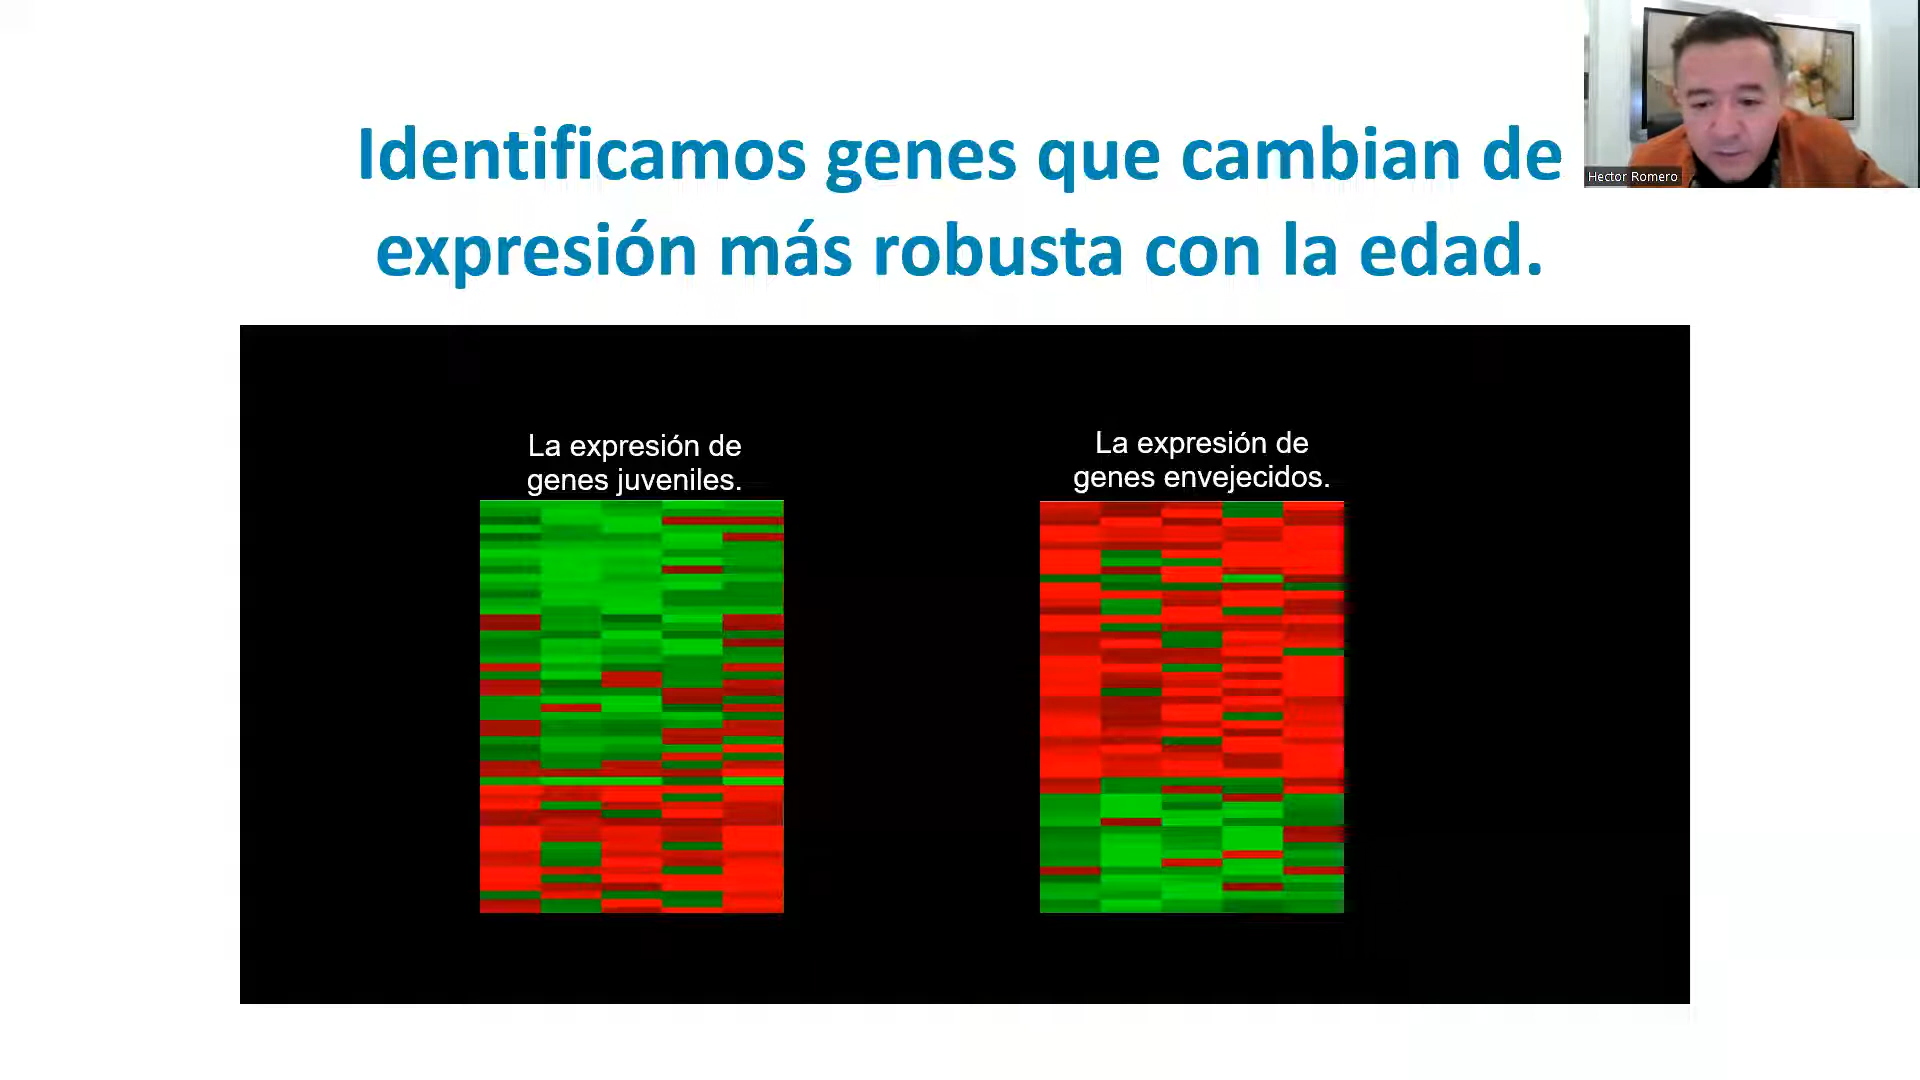 Identificamos genes que cambian de
expresión más robusta con la edad.
Hector Romero
La expresión de
genes juveniles.
La expresión de
genes envejecidos.